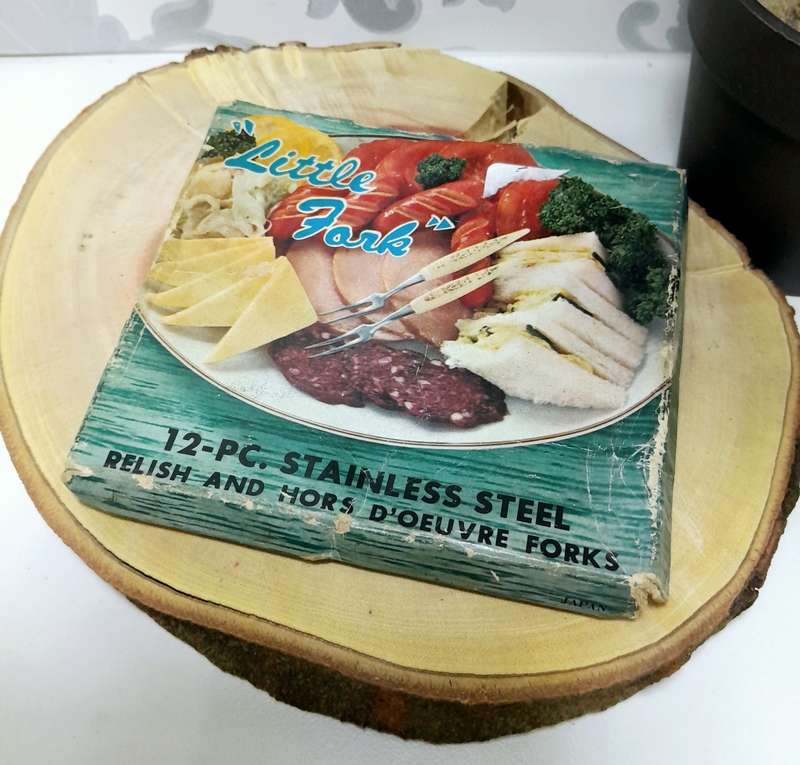 "Little
Fork"
12-PC. STAINLESS STEEL
RELISH AND HORS D'OEUVRE FORKS
JAPAN